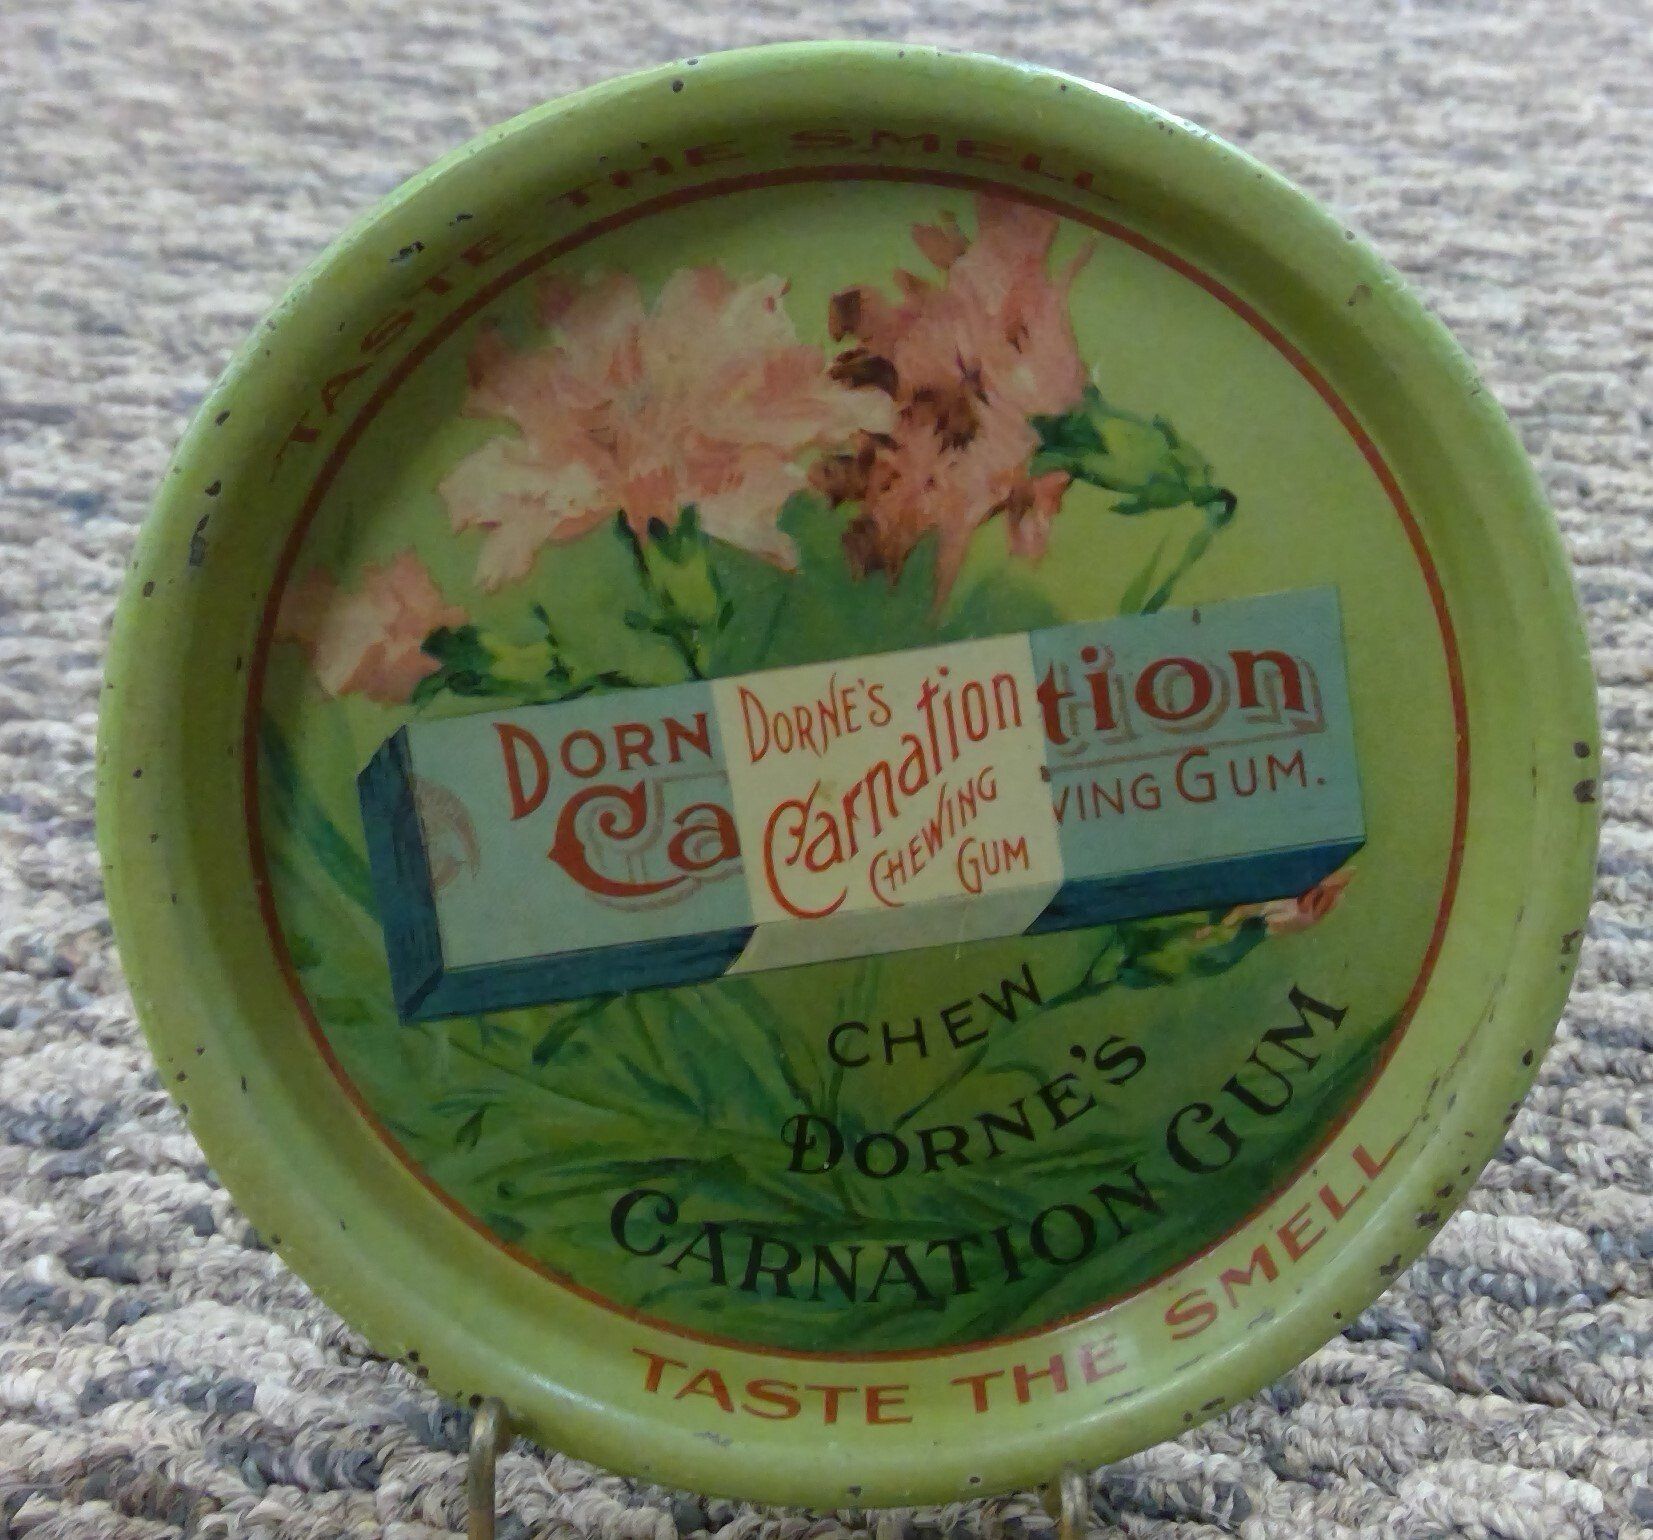 TASTE THE SMELL
DORN
Ca
DORNE'S
Carnation
CHEWING
GUM
tion
VING GUM.
CHEW
DORNE'S
CARNATION GUM
TASTE THE SMELL